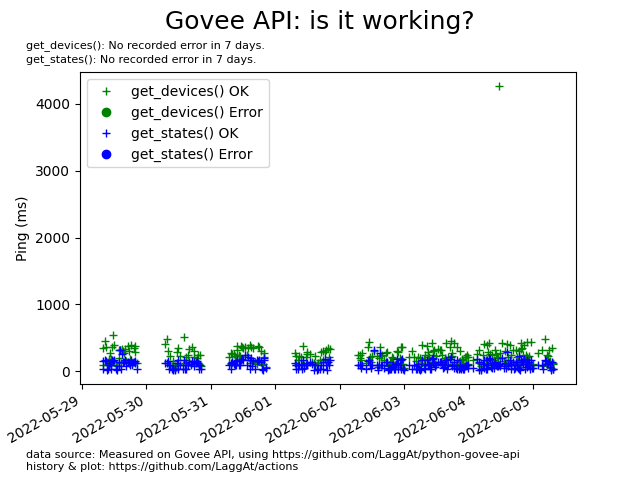 Govee API: is it working?
get_devices(): No recorded error in 7 days.
get_states(): No recorded error in 7 days.
get_devices() OK
get_devices() Error
get_states() OK
get_states() Error
Ping (ms)
4000
3000
2000
1000
0
2022-05-29
2022-05-30
2022-05-31
2022-06-01
2022-06-02
2022-06-03
2022-06-04
2022-06-05
data source: Measured on Govee API, using https://github.com/LaggAt/python-govee-api
history & plot: https://github.com/LaggAt/actions